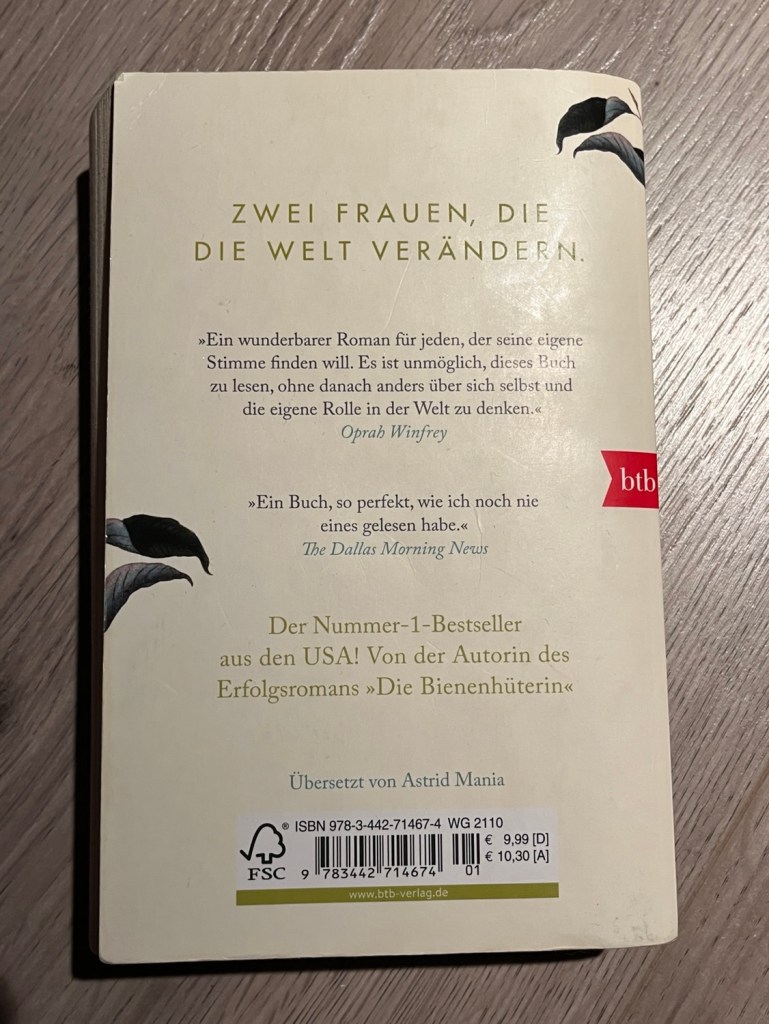 ZWEI FRAUEN, DIE
DIE WELT VERÄNDERN.
»Ein wunderbarer Roman für jeden, der seine eigene
Stimme finden will. Es ist unmöglich, dieses Buch
zu lesen, ohne danach anders über sich selbst und
die eigene Rolle in der Welt zu denken.«
Oprah Winfrey
btb
»Ein Buch, so perfekt, wie ich noch nie
eines gelesen habe.«
The Dallas Morning News
Der Nummer-1-Bestseller
aus den USA! Von der Autorin des
Erfolgsromans »Die Bienenhüterin«
Übersetzt von Astrid Mania
® ISBN 978-3-442-71467-4 WG 2110
€ 9,99 [D]
€ 10,30 [A]
FSC
9 783442 714674 01
www.btb-verlag.de